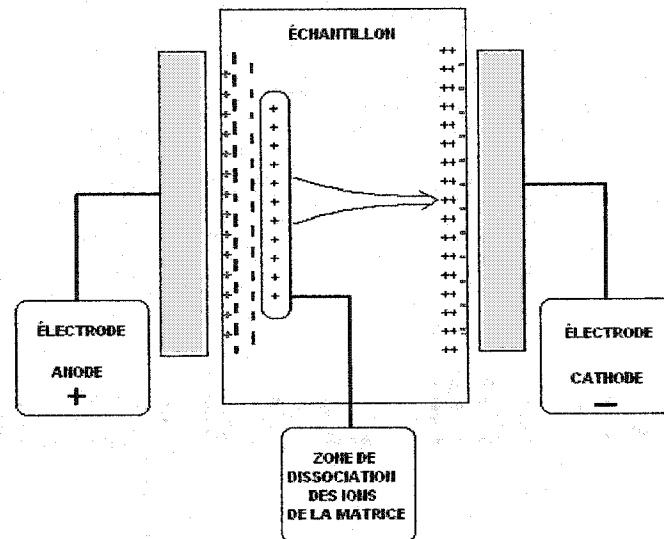 ÉCHANTILLON
ÉLECTRODE
ANODE
+
ÉLECTRODE
CATHODE
−
ZONE DE
DISSOCIATION
DES IONS
DE LA MATRICE